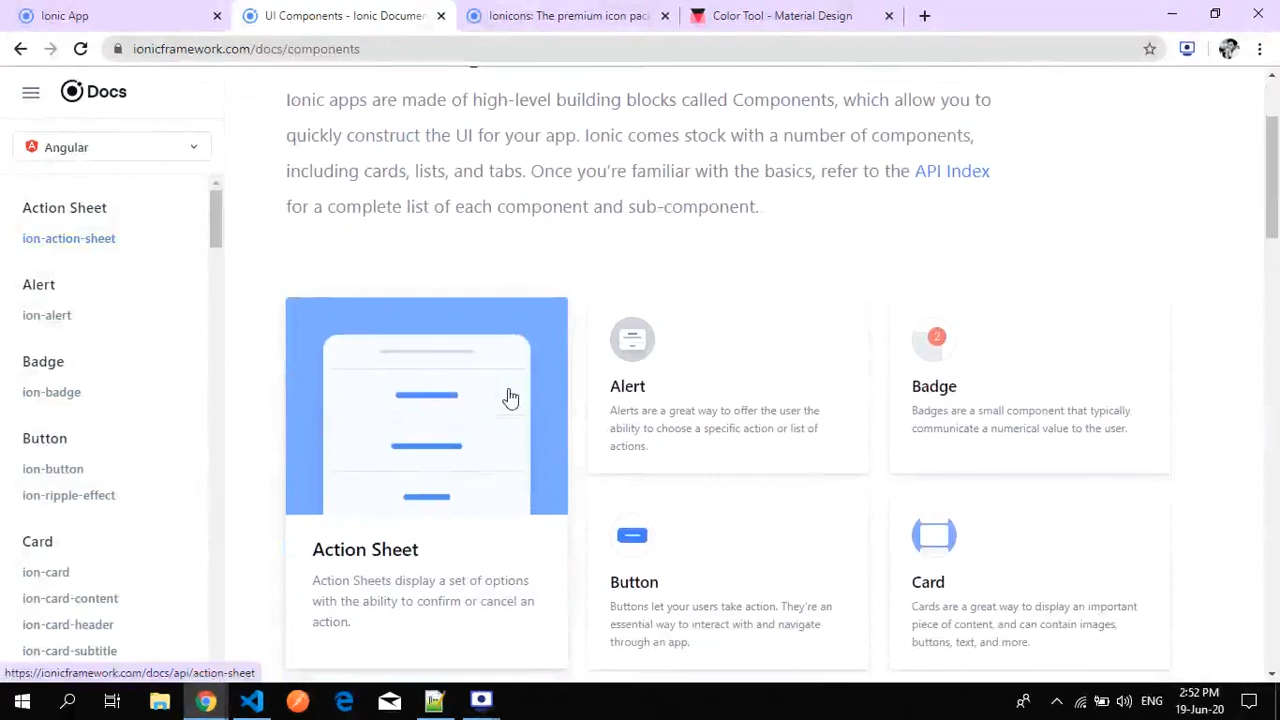 Ionic App
UI Components - Ionic Documen
Ionicons: The premium icon pack
Color Tool - Material Design
ionicframework.com/docs/components
Docs
Angular
Action Sheet
ion-action-sheet
Alert
ion-alert
Badge
ion-badge
Button
ion-button
ion-ripple-effect
Card
ion-card
ion-card-content
ion-card-header
ion-card-subtitle
Ionic apps are made of high-level building blocks called Components, which allow you to
quickly construct the UI for your app. Ionic comes stock with a number of components,
including cards, lists, and tabs. Once you're familiar with the basics, refer to the API Index
for a complete list of each component and sub-component.
Action Sheet
Action Sheets display a set of options
with the ability to confirm or cancel an
action.
Alert
Alerts are a great way to offer the user the
ability to choose a specific action or list of
actions.
2
Badge
Badges are a small component that typically
communicate a numerical value to the user.
Button
Buttons let your users take action. They're an
essential way to interact with and navigate
through an app.
Card
Cards are a great way to display an important
piece of content, and can contain images,
buttons, text, and more.
https://ionicframework.com/docs/api/action-sheet
ENG
2:52 PM
19-Jun-20